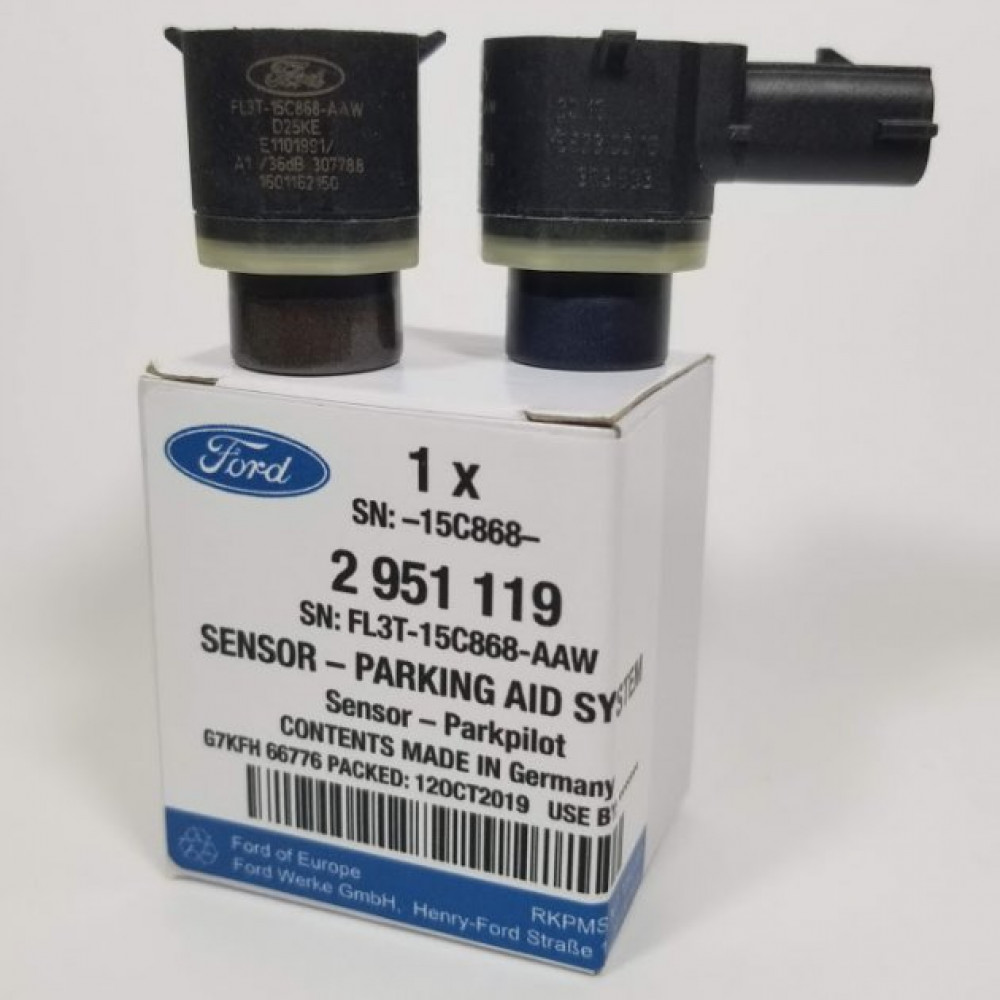 Ford
FL3T-15C868-AAW
D25KE
E1101891/
A1 /36dB 307788
1501162150
Ford
1 x
SN: –15C868–
2 951 119
SN: FL3T-15C868-AAW
SENSOR – PARKING AID SYSTEM
Sensor – Parkpilot
CONTENTS MADE IN Germany
G7KFH 66776 PACKED: 12OCT2019 USE BY:
Ford of Europe
Ford Werke GmbH, Henry-Ford Straße 1
RKPMS